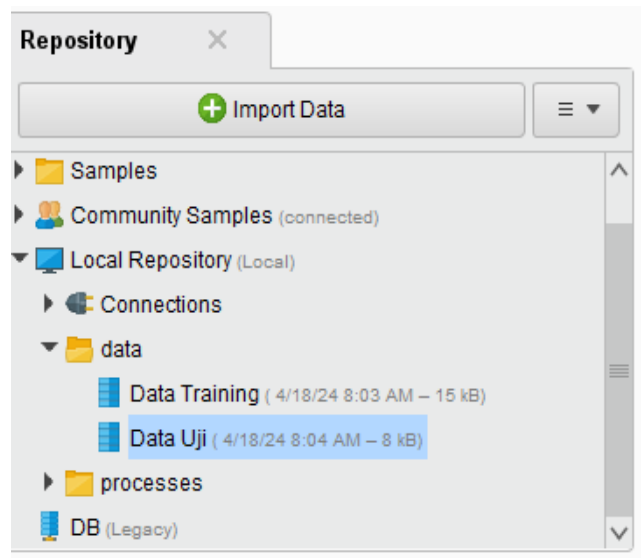 Repository
Import Data
Samples
Community Samples (connected)
Local Repository (Local)
Connections
data
Data Training ( 4/18/24 8:03 AM – 15 kB)
Data Uji ( 4/18/24 8:04 AM – 8 kB)
processes
DB (Legacy)